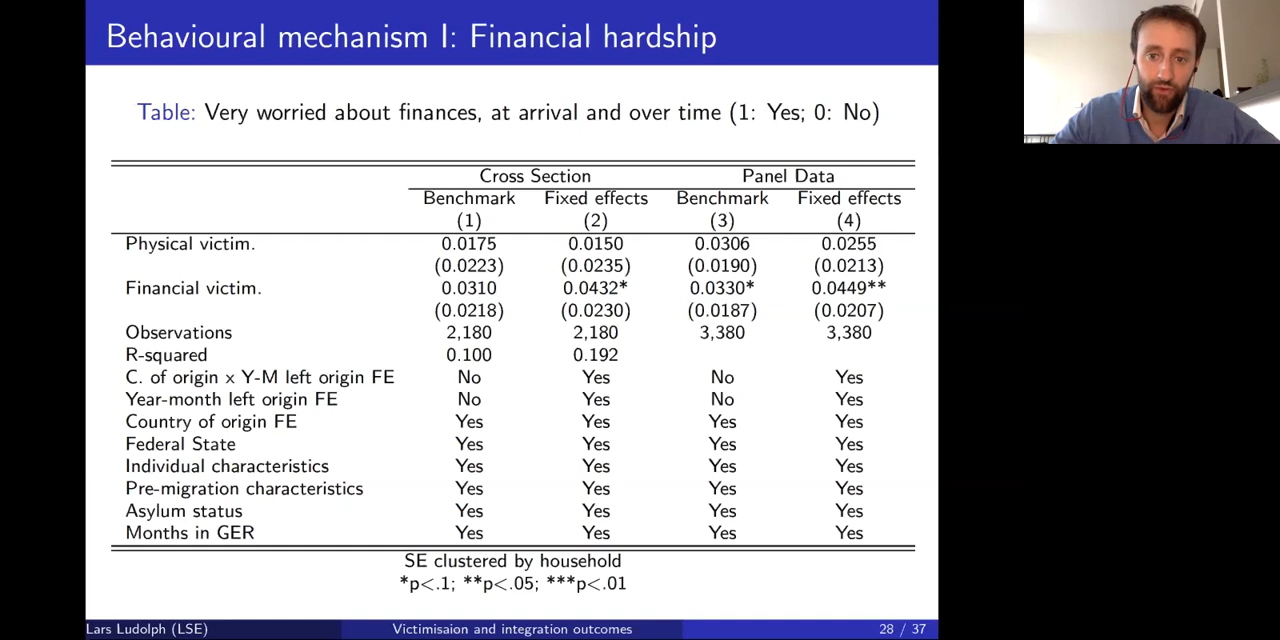 Behavioural mechanism I: Financial hardship
Table: Very worried about finances, at arrival and over time (1: Yes; 0: No)
Cross Section Panel Data
Benchmark Fixed effects Benchmark Fixed effects
(1) (2) (3) (4)
Physical victim. 0.0175 0.0150 0.0306 0.0255
(0.0223) (0.0235) (0.0190) (0.0213)
Financial victim. 0.0310 0.0432* 0.0330* 0.0449**
(0.0218) (0.0230) (0.0187) (0.0207)
Observations 2,180 2,180 3,380 3,380
R-squared 0.100 0.192
C. of origin x Y-M left origin FE No Yes No Yes
Year-month left origin FE No Yes No Yes
Country of origin FE Yes Yes Yes Yes
Federal State Yes Yes Yes Yes
Individual characteristics Yes Yes Yes Yes
Pre-migration characteristics Yes Yes Yes Yes
Asylum status Yes Yes Yes Yes
Months in GER Yes Yes Yes Yes
SE clustered by household
*p<.1; **p<.05; ***p<.01
Lars Ludolph (LSE) Victimisaion and integration outcomes 28 / 37